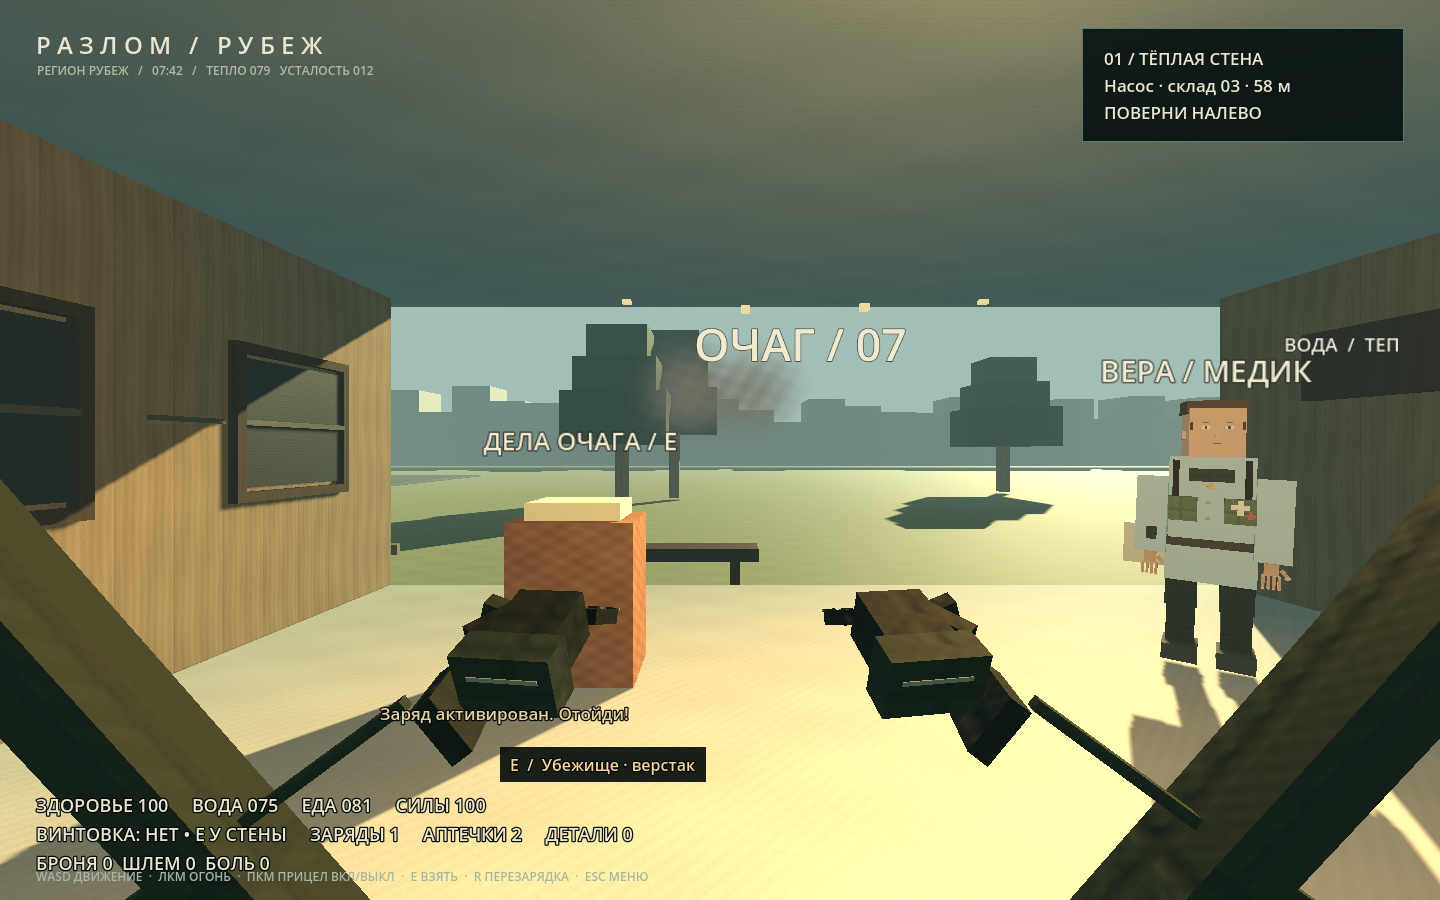 РАЗЛОМ / РУБЕЖ
РЕГИОН РУБЕЖ / 07:42 / ТЕПЛО 079 УСТАЛОСТЬ 012
01 / ТЁПЛАЯ СТЕНА
Насос · склад 03 · 58 м
ПОВЕРНИ НАЛЕВО
ОЧАГ / 07
ВОДА / ТЕП
ВЕРА / МЕДИК
ДЕЛА ОЧАГА / E
Заряд активирован. Отойди!
E / Убежище · верстак
ЗДОРОВЬЕ 100 ВОДА 075 ЕДА 081 СИЛЫ 100
ВИНТОВКА: НЕТ • E У СТЕНЫ ЗАРЯДЫ 1 АПТЕЧКИ 2 ДЕТАЛИ 0
БРОНЯ 0 ШЛЕМ 0 БОЛЬ 0
WASD ДВИЖЕНИЕ · ЛКМ ОГОНЬ · ПКМ ПРИЦЕЛ ВКЛ/ВЫКЛ · E ВЗЯТЬ · R ПЕРЕЗАРЯДКА · ESC МЕНЮ